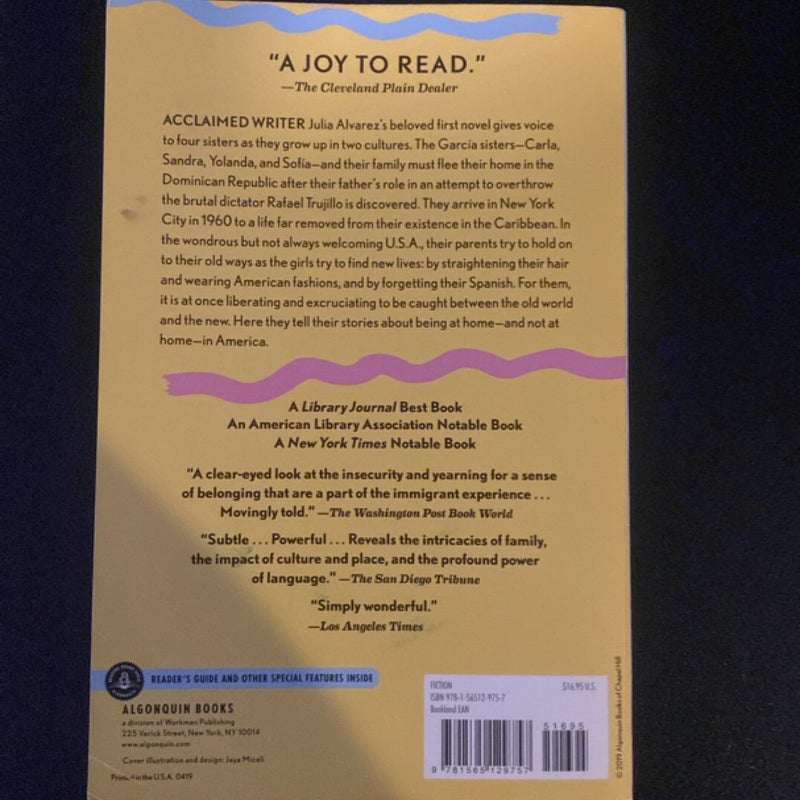 “A JOY TO READ.”
—The Cleveland Plain Dealer
ACCLAIMED WRITER Julia Alvarez’s beloved first novel gives voice
to four sisters as they grow up in two cultures. The García sisters—Carla,
Sandra, Yolanda, and Sofía—and their family must flee their home in the
Dominican Republic after their father’s role in an attempt to overthrow
the brutal dictator Rafael Trujillo is discovered. They arrive in New York
City in 1960 to a life far removed from their existence in the Caribbean. In
the wondrous but not always welcoming U.S.A., their parents try to hold on
to their old ways as the girls try to find new lives: by straightening their hair
and wearing American fashions, and by forgetting their Spanish. For them,
it is at once liberating and excruciating to be caught between the old world
and the new. Here they tell their stories about being at home—and not at
home—in America.
A Library Journal Best Book
An American Library Association Notable Book
A New York Times Notable Book
“A clear-eyed look at the insecurity and yearning for a sense
of belonging that are a part of the immigrant experience . . .
Movingly told.” —The Washington Post Book World
“Subtle . . . Powerful . . . Reveals the intricacies of family,
the impact of culture and place, and the profound power
of language.” —The San Diego Tribune
“Simply wonderful.”
—Los Angeles Times
READER’S GUIDE AND OTHER SPECIAL FEATURES INSIDE
ALGONQUIN BOOKS
a division of Workman Publishing
225 Varick Street, New York, NY 10014
www.algonquin.com
Cover illustration and design: Jaya Miceli
Printed in the U.S.A. 0419
FICTION $16.95 U.S.
ISBN 978-1-56512-975-7
Bookland EAN
51695
9 781565 129757
© 2019 Algonquin Books of Chapel Hill